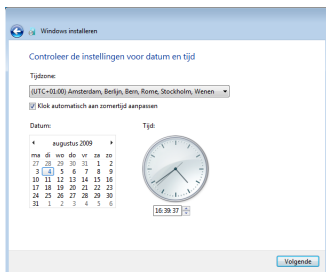 Windows installeren
Controleer de instellingen voor datum en tijd
Tijdzone:
(UTC+01:00) Amsterdam, Berlijn, Bern, Rome, Stockholm, Wenen
Klok automatisch aan zomertijd aanpassen
Datum:
augustus 2009
ma di wo do vr za zo
27 28 29 30 31 1 2
3 4 5 6 7 8 9
10 11 12 13 14 15 16
17 18 19 20 21 22 23
24 25 26 27 28 29 30
31 1 2 3 4 5 6
Tijd:
16:39:37
Volgende